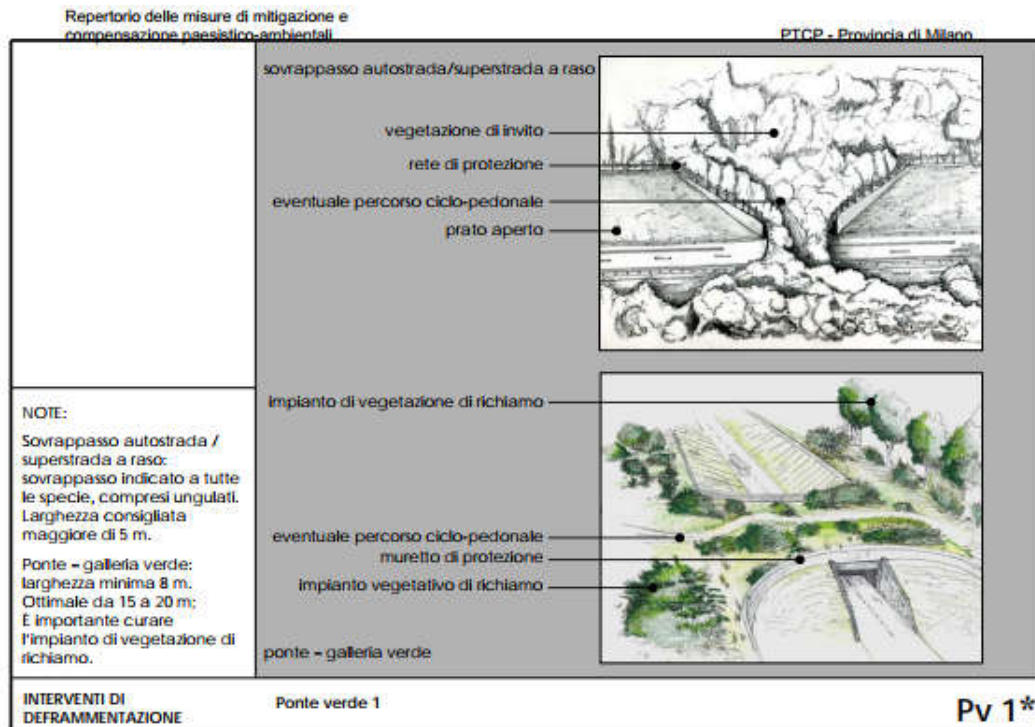 Repertorio delle misure di mitigazione e
compensazione paesistico-ambientali
PTCP - Provincia di Milano
sovrappasso autostrada/superstrada a raso
vegetazione di invito
rete di protezione
eventuale percorso ciclo-pedonale
prato aperto
impianto di vegetazione di richiamo
eventuale percorso ciclo-pedonale
muretto di protezione
impianto vegetativo di richiamo
ponte – galleria verde
NOTE:
Sovrappasso autostrada /
superstrada a raso:
sovrappasso indicato a tutte
le specie, compresi ungulati.
Larghezza consigliata
maggiore di 5 m.
Ponte – galleria verde:
larghezza minima 8 m.
Ottimale da 15 a 20 m;
È importante curare
l'impianto di vegetazione di
richiamo.
INTERVENTI DI
DEFRAMMENTAZIONE
Ponte verde 1
Pv 1*